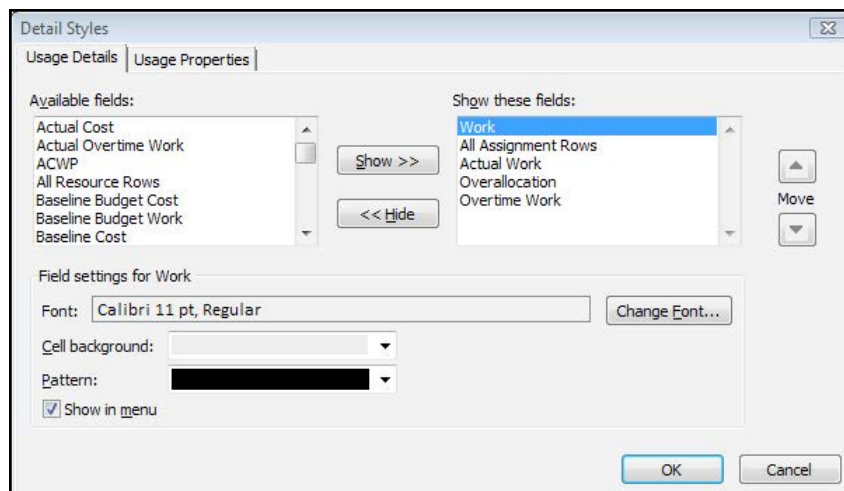 Detail Styles
Usage Details
Usage Properties
Available fields:
Actual Cost
Actual Overtime Work
ACWP
All Resource Rows
Baseline Budget Cost
Baseline Budget Work
Baseline Cost
Show >>
<< Hide
Show these fields:
Work
All Assignment Rows
Actual Work
Overallocation
Overtime Work
Move
Field settings for Work
Font: Calibri 11 pt, Regular
Change Font...
Cell background:
Pattern:
Show in menu
OK
Cancel